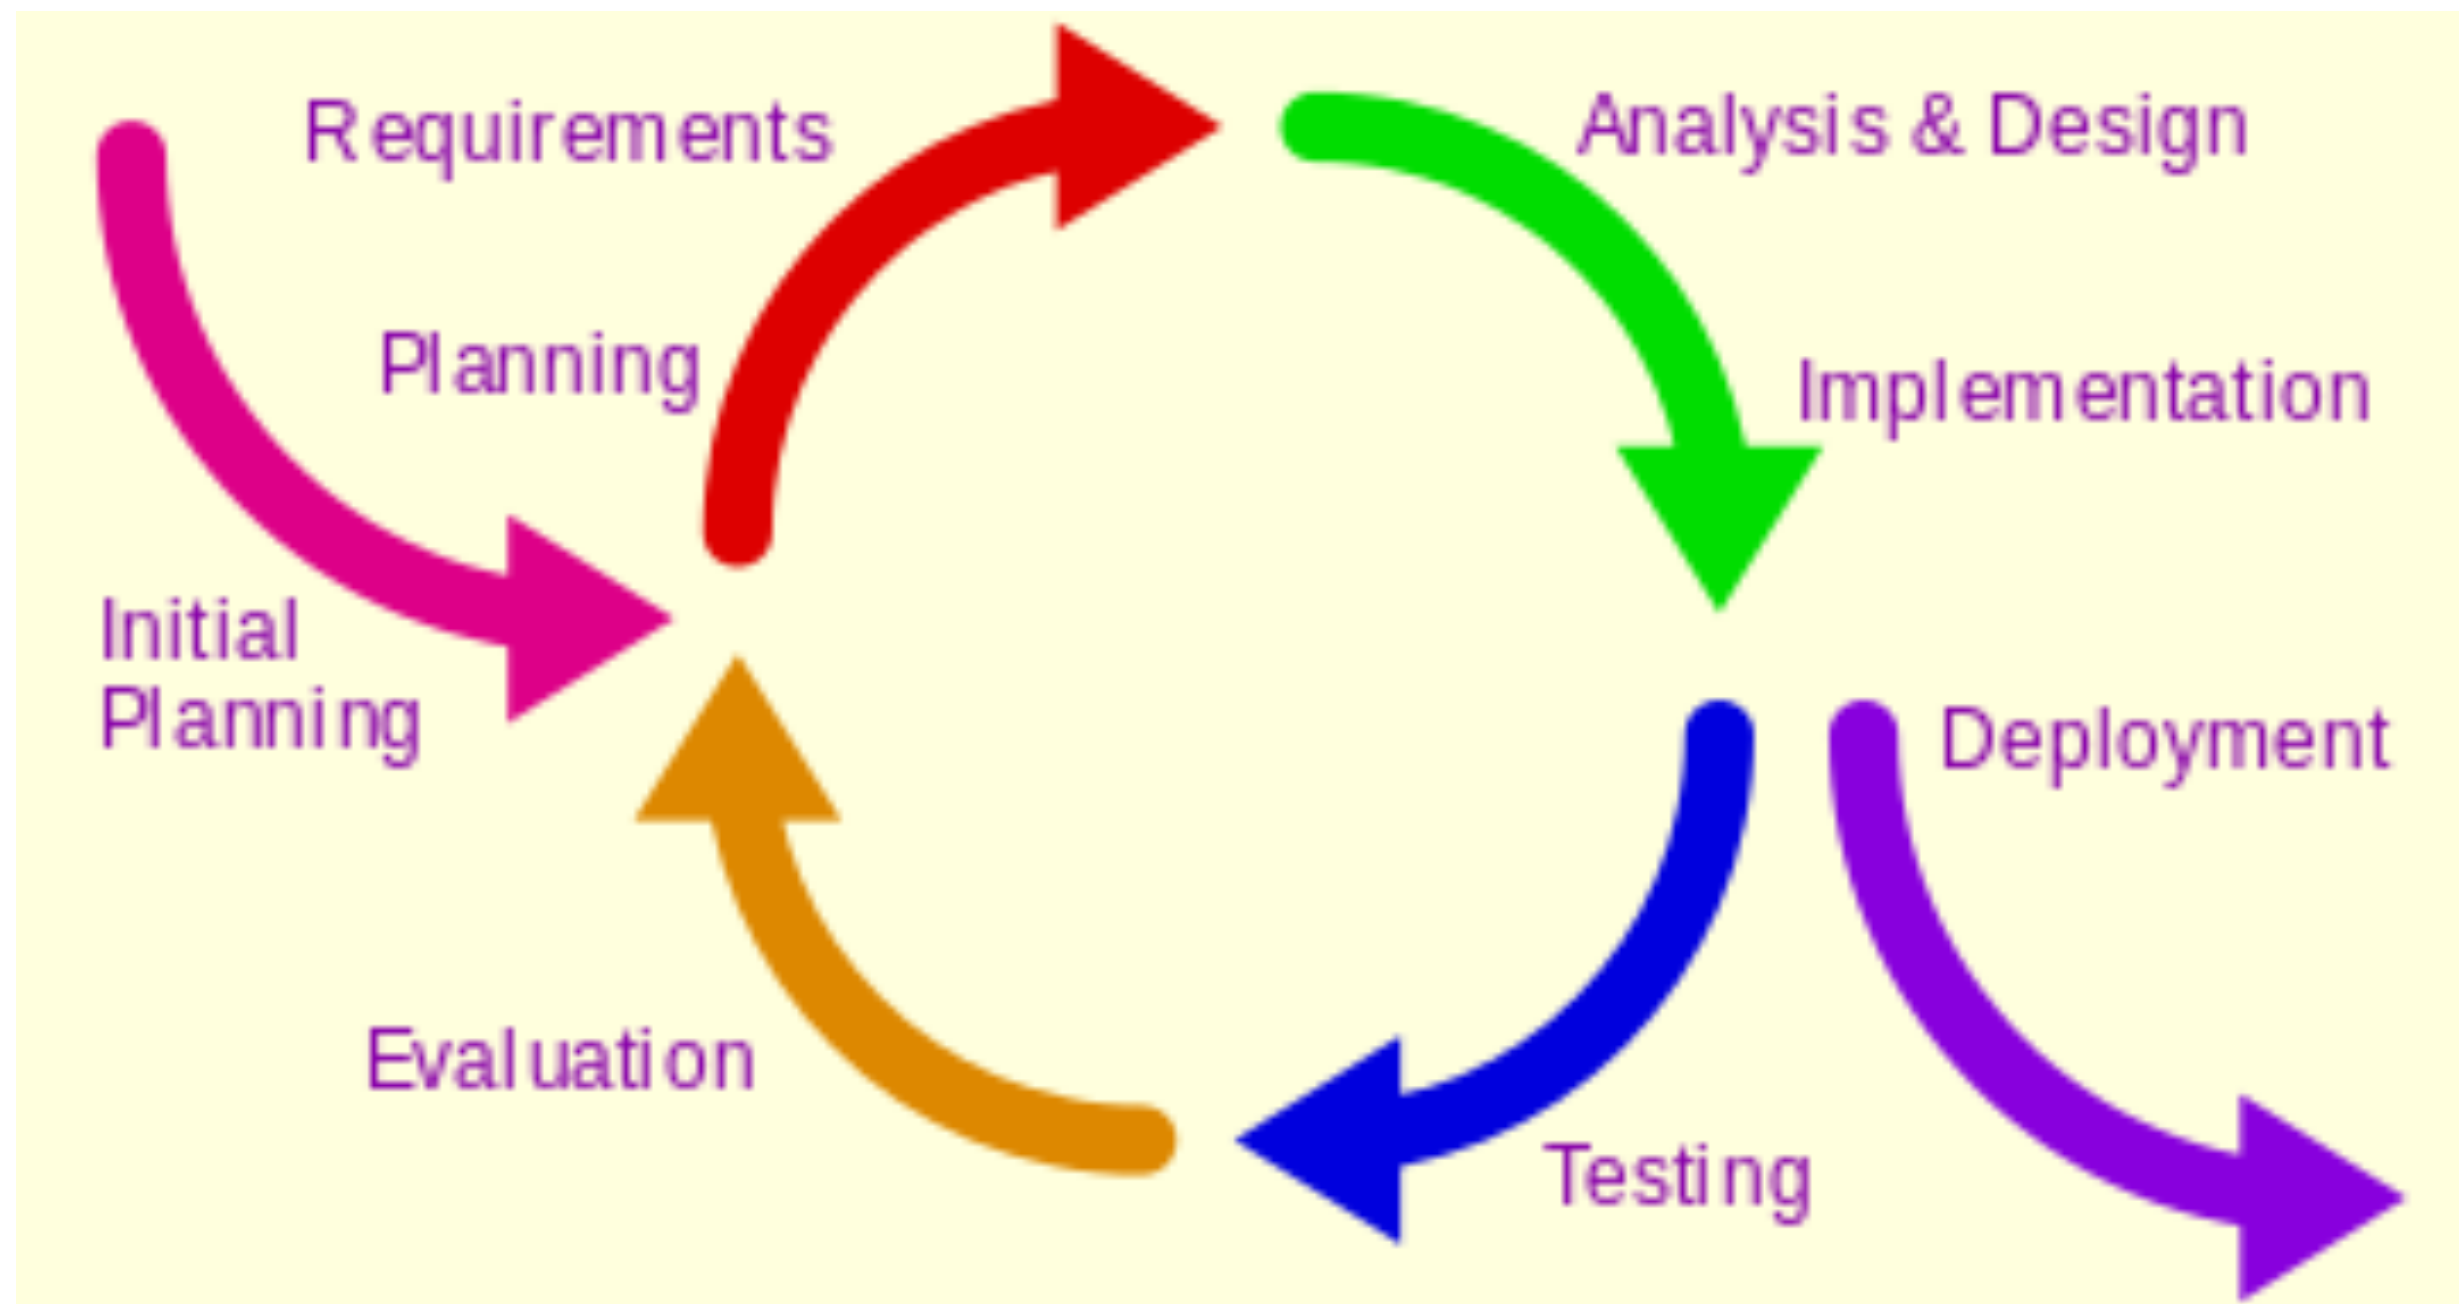 Requirements
Analysis & Design
Planning
Implementation
Initial
Planning
Deployment
Evaluation
Testing